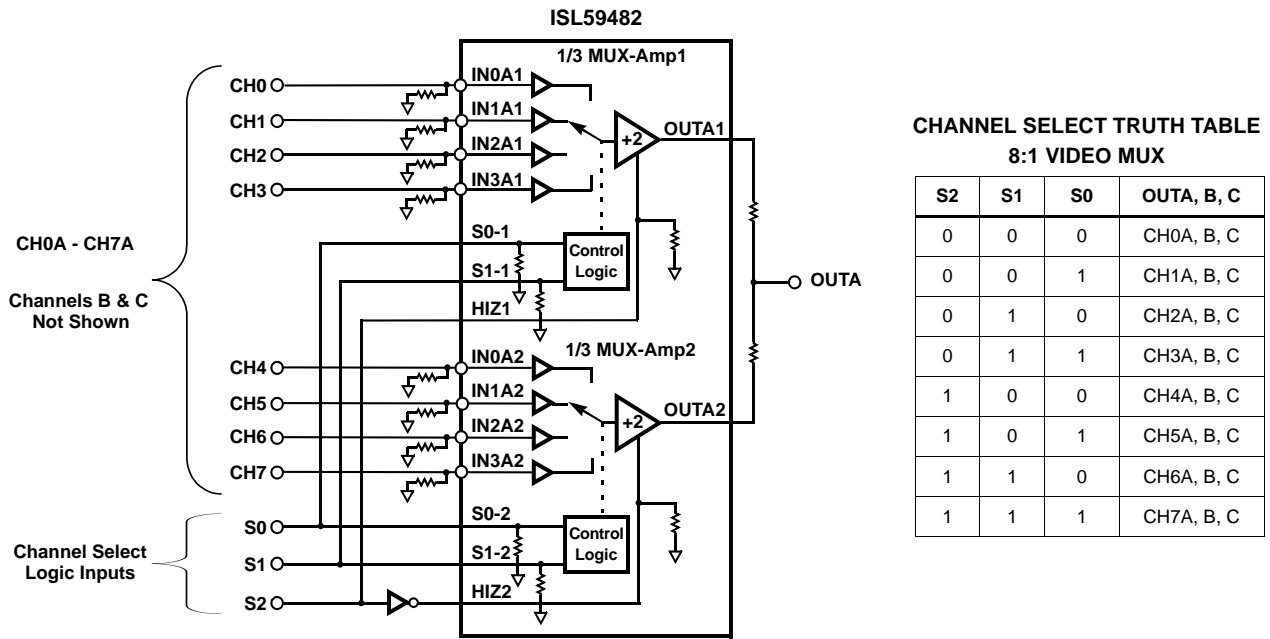 ISL59482
1/3 MUX-Amp1
CH0
CH1
CH2
CH3
IN0A1
IN1A1
IN2A1
IN3A1
+2
OUTA1
S0-1
S1-1
HIZ1
Control
Logic
CH0A - CH7A
Channels B & C
Not Shown
OUTA
1/3 MUX-Amp2
CH4
CH5
CH6
CH7
IN0A2
IN1A2
IN2A2
IN3A2
+2
OUTA2
S0-2
S1-2
HIZ2
Control
Logic
Channel Select
Logic Inputs
S0
S1
S2
CHANNEL SELECT TRUTH TABLE
8:1 VIDEO MUX
S2 S1 S0 OUTA, B, C
0 0 0 CH0A, B, C
0 0 1 CH1A, B, C
0 1 0 CH2A, B, C
0 1 1 CH3A, B, C
1 0 0 CH4A, B, C
1 0 1 CH5A, B, C
1 1 0 CH6A, B, C
1 1 1 CH7A, B, C